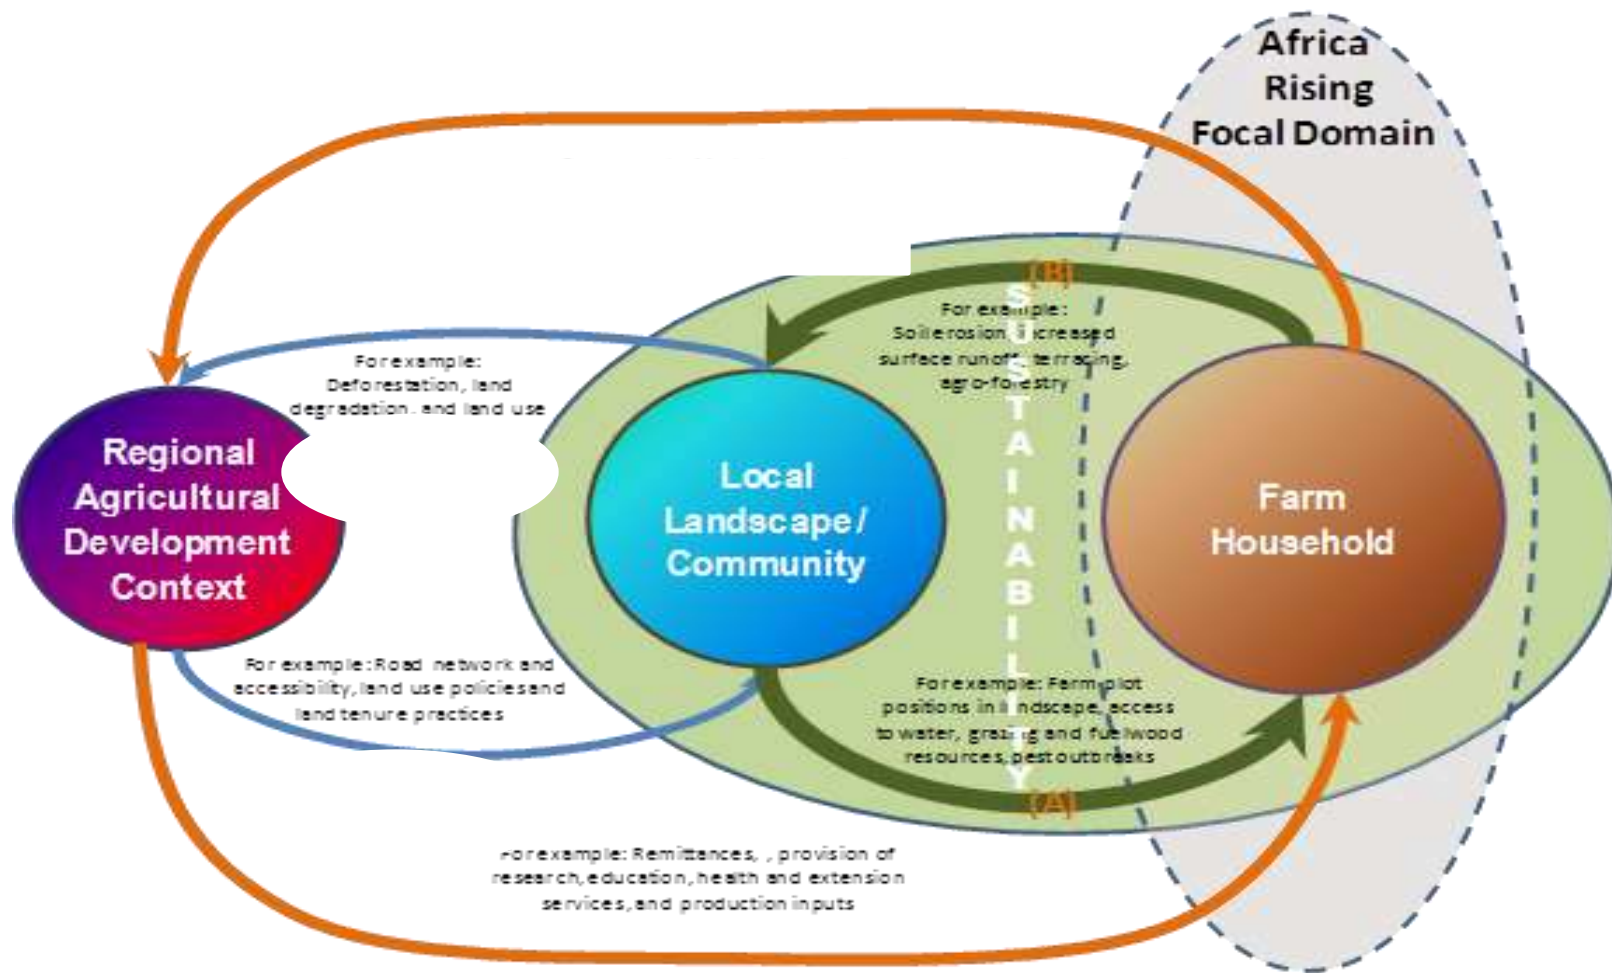 Africa
Rising
Focal Domain
(B)
For example:
Soil erosion, increased
surface runoff, terracing,
agro-forestry
For example:
Deforestation, land
degradation, and land use
Regional
Agricultural
Development
Context
Local
Landscape/
Community
SUSTAINABILITY
Farm
Household
For example: Road network and
accessibility, land use policies and
land tenure practices
For example: Farm plot
positions in landscape, access
to water, grazing and fuelwood
resources, pest outbreaks
(A)
For example: Remittances, , provision of
research, education, health and extension
services, and production inputs